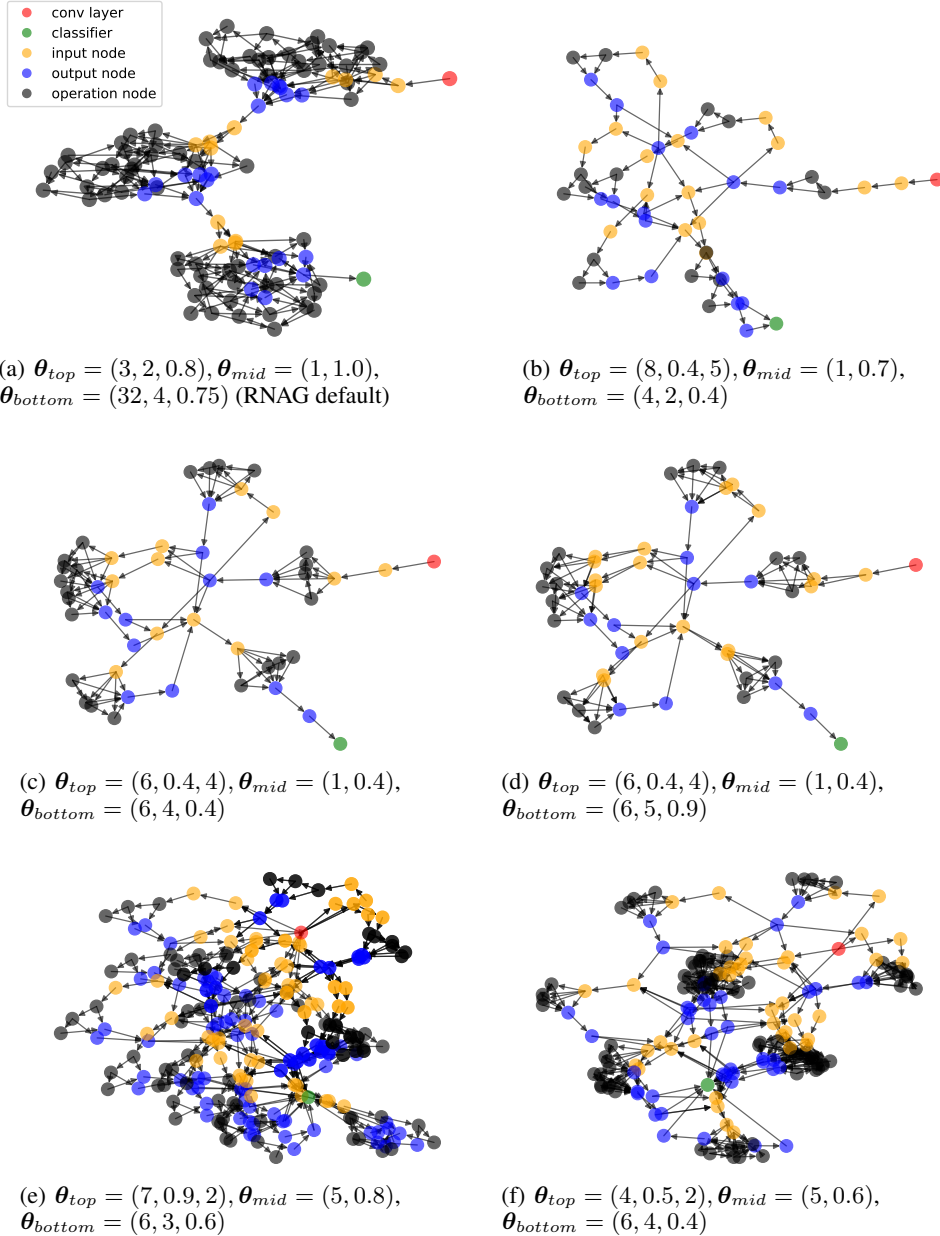 conv layer
classifier
input node
output node
operation node
(a) θ_top = (3, 2, 0.8), θ_mid = (1, 1.0),
θ_bottom = (32, 4, 0.75) (RNAG default)
(b) θ_top = (8, 0.4, 5), θ_mid = (1, 0.7),
θ_bottom = (4, 2, 0.4)
(c) θ_top = (6, 0.4, 4), θ_mid = (1, 0.4),
θ_bottom = (6, 4, 0.4)
(d) θ_top = (6, 0.4, 4), θ_mid = (1, 0.4),
θ_bottom = (6, 5, 0.9)
(e) θ_top = (7, 0.9, 2), θ_mid = (5, 0.8),
θ_bottom = (6, 3, 0.6)
(f) θ_top = (4, 0.5, 2), θ_mid = (5, 0.6),
θ_bottom = (6, 4, 0.4)